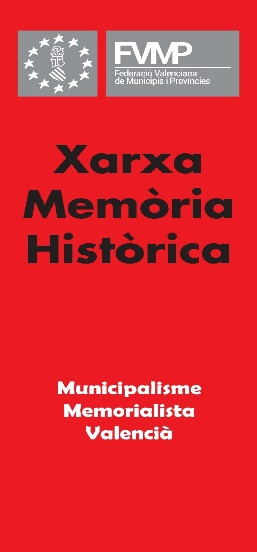 FVMP
Federació Valenciana
de Municipis i Províncies
Xarxa
Memòria
Històrica
Municipalisme
Memorialista
Valencià